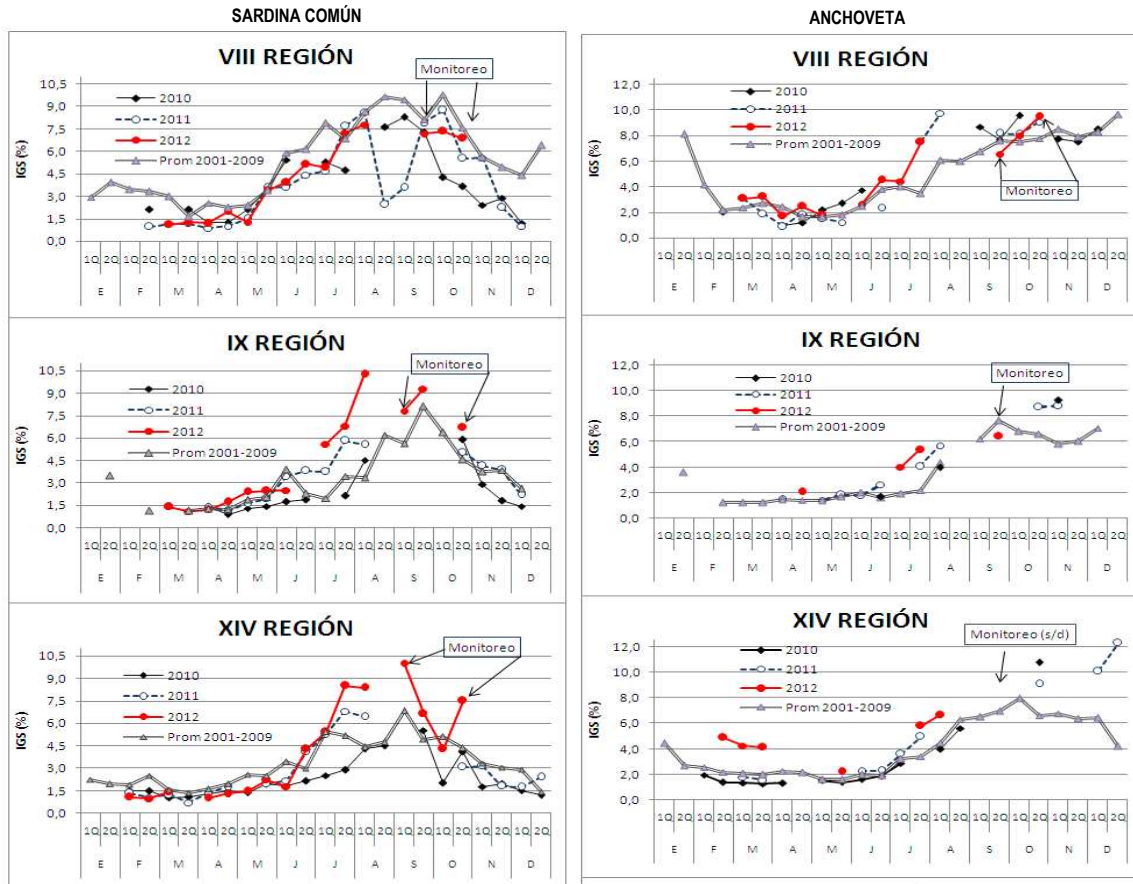 SARDINA COMÚN
VIII REGIÓN
10,5
9,0
7,5
6,0
4,5
3,0
1,5
0,0
IGS (%)
Monitoreo
2010
2011
2012
Prom 2001-2009
1Q 2Q 1Q 2Q 1Q 2Q 1Q 2Q 1Q 2Q 1Q 2Q 1Q 2Q 1Q 2Q 1Q 2Q 1Q 2Q 1Q 2Q 1Q 2Q
E F M A M J J A S O N D
IX REGIÓN
10,5
9,0
7,5
6,0
4,5
3,0
1,5
0,0
IGS (%)
Monitoreo
2010
2011
2012
Prom 2001-2009
1Q 2Q 1Q 2Q 1Q 2Q 1Q 2Q 1Q 2Q 1Q 2Q 1Q 2Q 1Q 2Q 1Q 2Q 1Q 2Q 1Q 2Q 1Q 2Q
E F M A M J J A S O N D
XIV REGIÓN
10,5
9,0
7,5
6,0
4,5
3,0
1,5
0,0
IGS (%)
Monitoreo
2010
2011
2012
Prom 2001-2009
1Q 2Q 1Q 2Q 1Q 2Q 1Q 2Q 1Q 2Q 1Q 2Q 1Q 2Q 1Q 2Q 1Q 2Q 1Q 2Q 1Q 2Q 1Q 2Q
E F M A M J J A S O N D
ANCHOVETA
VIII REGIÓN
12,0
10,0
8,0
6,0
4,0
2,0
0,0
IGS (%)
2010
2011
2012
Prom 2001-2009
Monitoreo
1Q 2Q 1Q 2Q 1Q 2Q 1Q 2Q 1Q 2Q 1Q 2Q 1Q 2Q 1Q 2Q 1Q 2Q 1Q 2Q 1Q 2Q 1Q 2Q
E F M A M J J A S O N D
IX REGIÓN
12,0
10,0
8,0
6,0
4,0
2,0
0,0
IGS (%)
Monitoreo
2010
2011
2012
Prom 2001-2009
1Q 2Q 1Q 2Q 1Q 2Q 1Q 2Q 1Q 2Q 1Q 2Q 1Q 2Q 1Q 2Q 1Q 2Q 1Q 2Q 1Q 2Q 1Q 2Q
E F M A M J J A S O N D
XIV REGIÓN
12,0
10,0
8,0
6,0
4,0
2,0
0,0
IGS (%)
Monitoreo (s/d)
2010
2011
2012
Prom 2001-2009
1Q 2Q 1Q 2Q 1Q 2Q 1Q 2Q 1Q 2Q 1Q 2Q 1Q 2Q 1Q 2Q 1Q 2Q 1Q 2Q 1Q 2Q 1Q 2Q
E F M A M J J A S O N D